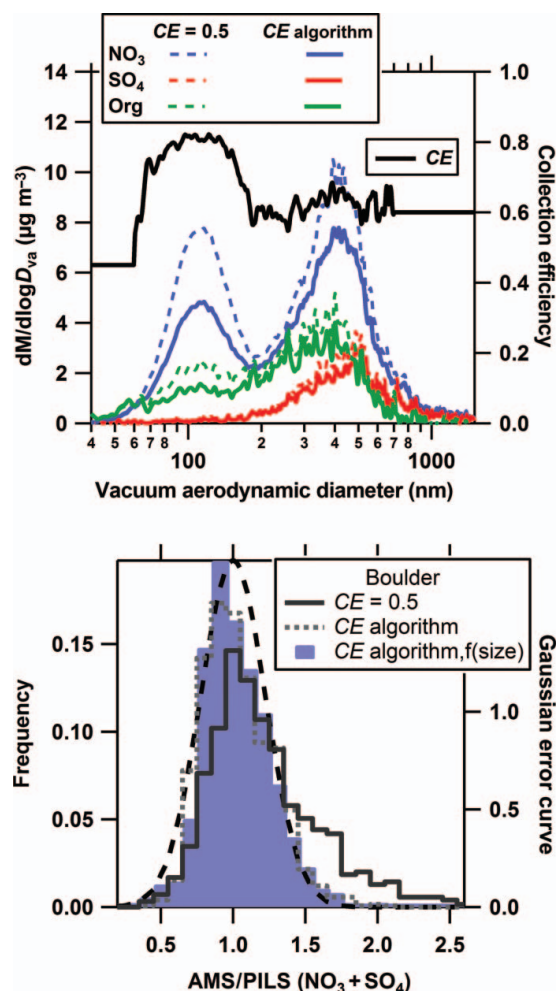 CE = 0.5 CE algorithm
NO3
SO4
Org
14
12
10
8
6
4
2
0
dM/dlogDva (µg m−3)
CE
1.0
0.8
0.6
0.4
0.2
0.0
Collection efficiency
4 5 6 7 8 100 2 3 4 5 6 7 8 1000
Vacuum aerodynamic diameter (nm)
Boulder
CE = 0.5
CE algorithm
CE algorithm,f(size)
0.15
0.10
0.05
0.00
Frequency
1.0
0.5
0.0
Gaussian error curve
0.5 1.0 1.5 2.0 2.5
AMS/PILS (NO3 + SO4)